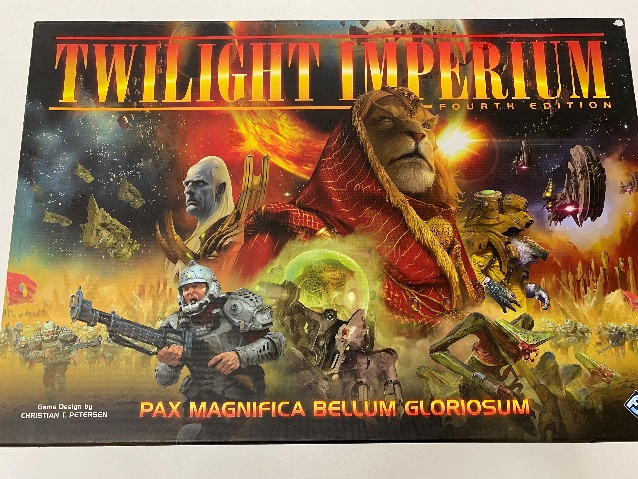 TWILIGHT IMPERIUM
FOURTH EDITION
Game Design by
CHRISTIAN T. PETERSEN
PAX MAGNIFICA BELLUM GLORIOSUM